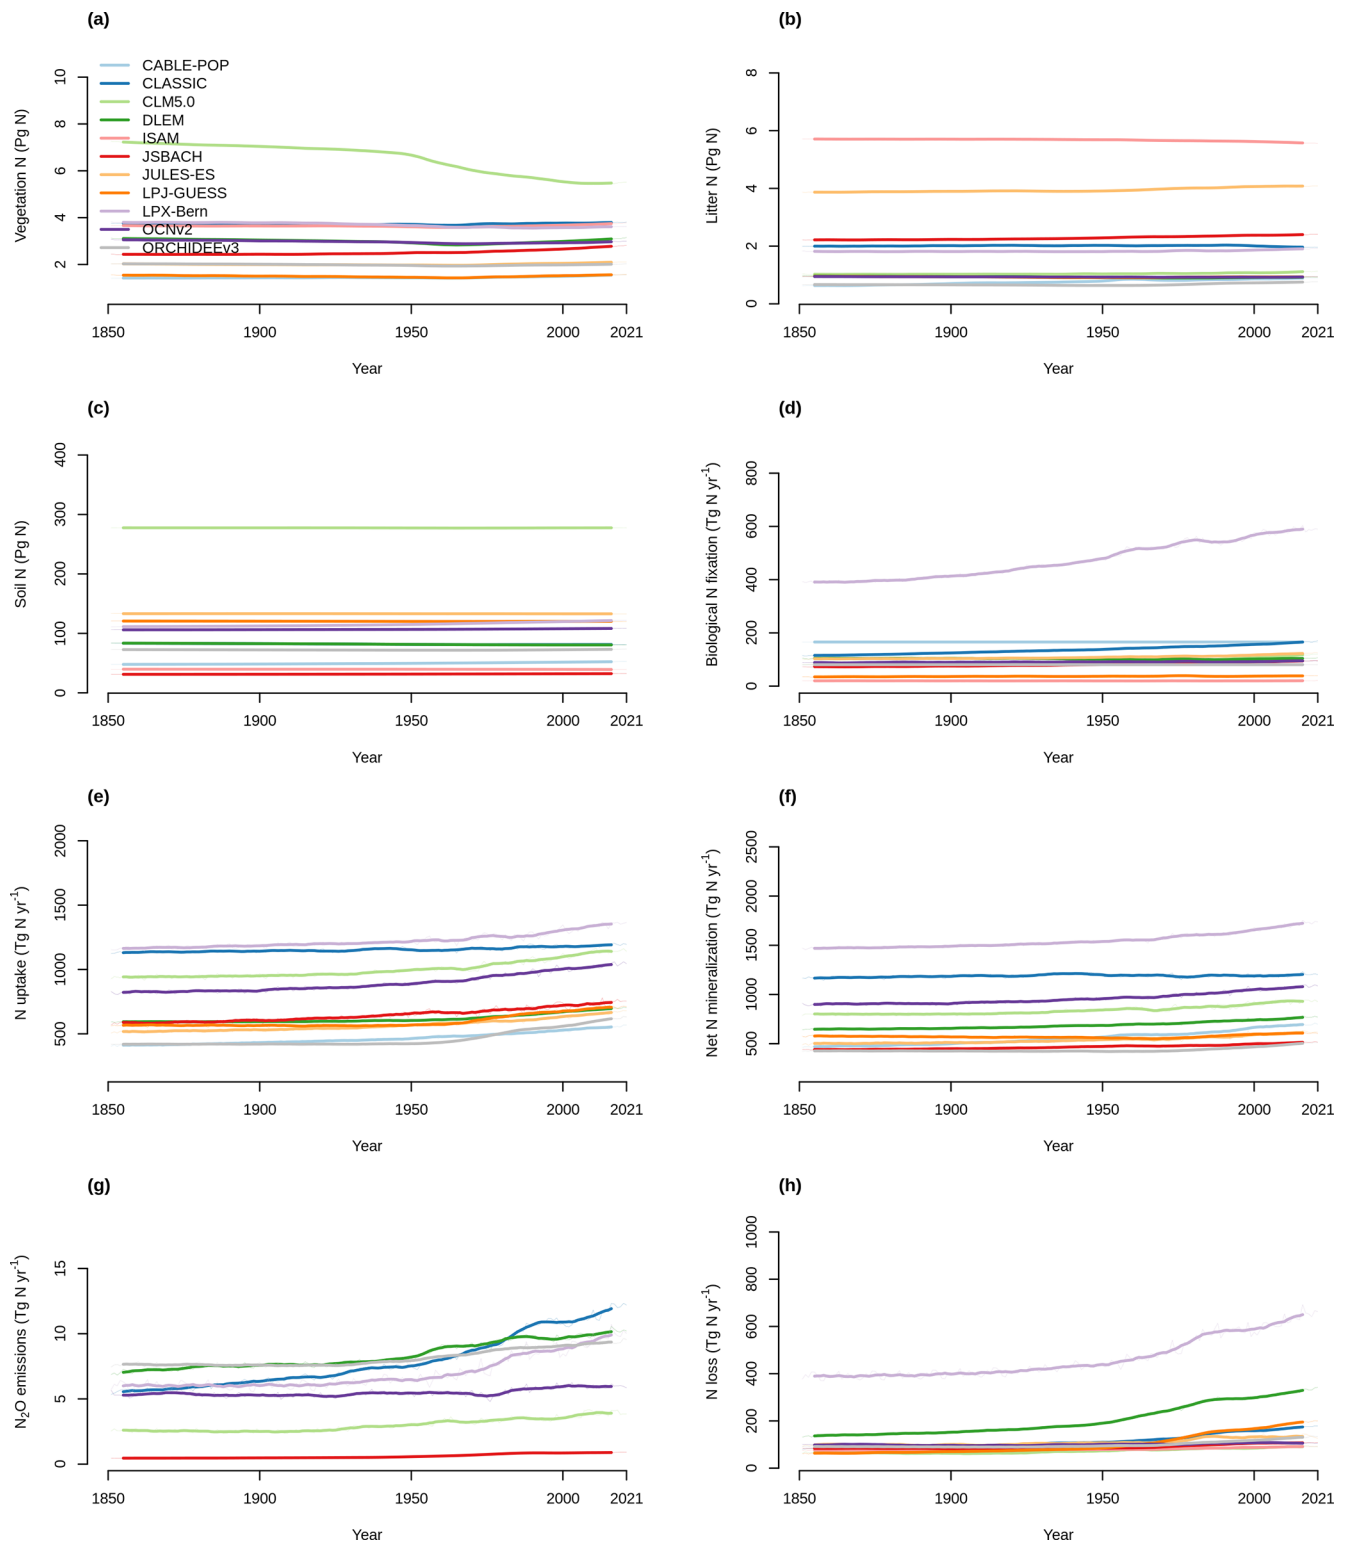 (a)
Vegetation N (Pg N)
10
8
6
4
2
CABLE-POP
CLASSIC
CLM5.0
DLEM
ISAM
JSBACH
JULES-ES
LPJ-GUESS
LPX-Bern
OCNv2
ORCHIDEEv3
1850 1900 1950 2000 2021
Year
(b)
Litter N (Pg N)
8
6
4
2
0
1850 1900 1950 2000 2021
Year
(c)
Soil N (Pg N)
400
300
200
100
0
1850 1900 1950 2000 2021
Year
(d)
Biological N fixation (Tg N yr⁻¹)
800
600
400
200
0
1850 1900 1950 2000 2021
Year
(e)
N uptake (Tg N yr⁻¹)
2000
1500
1000
500
1850 1900 1950 2000 2021
Year
(f)
Net N mineralization (Tg N yr⁻¹)
2500
2000
1500
1000
500
1850 1900 1950 2000 2021
Year
(g)
N₂O emissions (Tg N yr⁻¹)
15
10
5
0
1850 1900 1950 2000 2021
Year
(h)
N loss (Tg N yr⁻¹)
1000
800
600
400
200
0
1850 1900 1950 2000 2021
Year